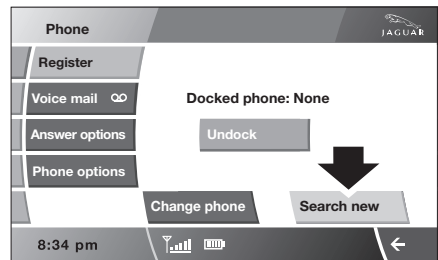 Phone
JAGUAR
Register
Voice mail
Docked phone: None
Answer options
Undock
Phone options
Change phone
Search new
8:34 pm